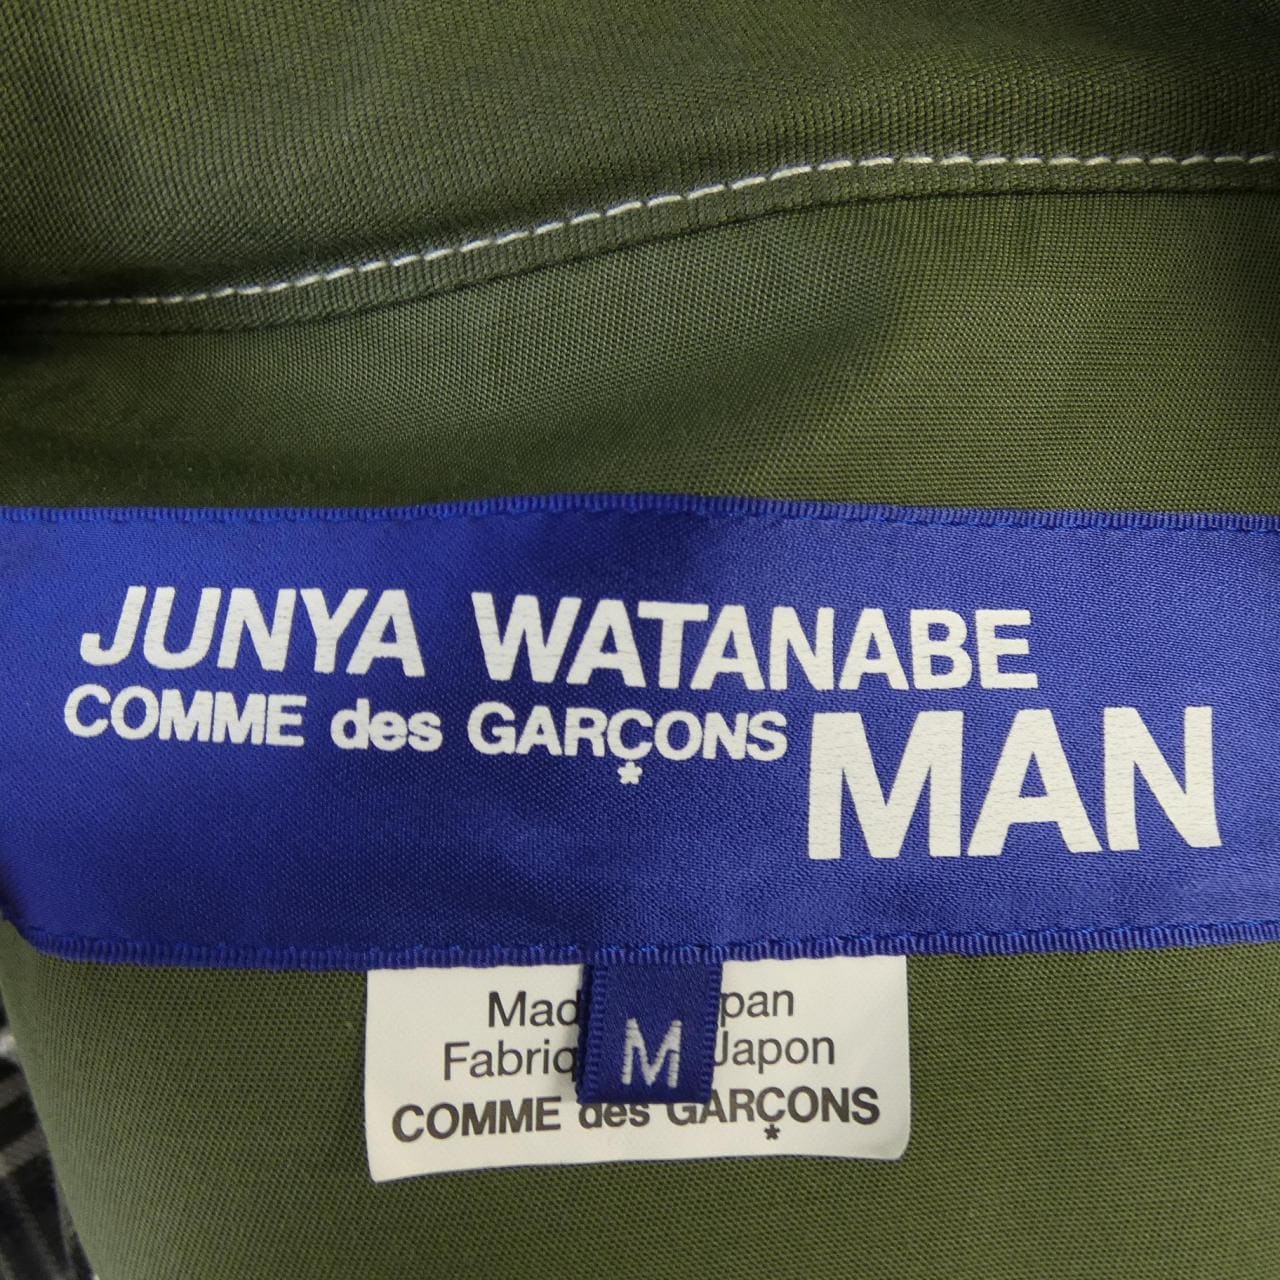 JUNYA WATANABE
COMME des GARÇONS MAN
M
Mad pan
Fabriq Japon
COMME des GARÇONS